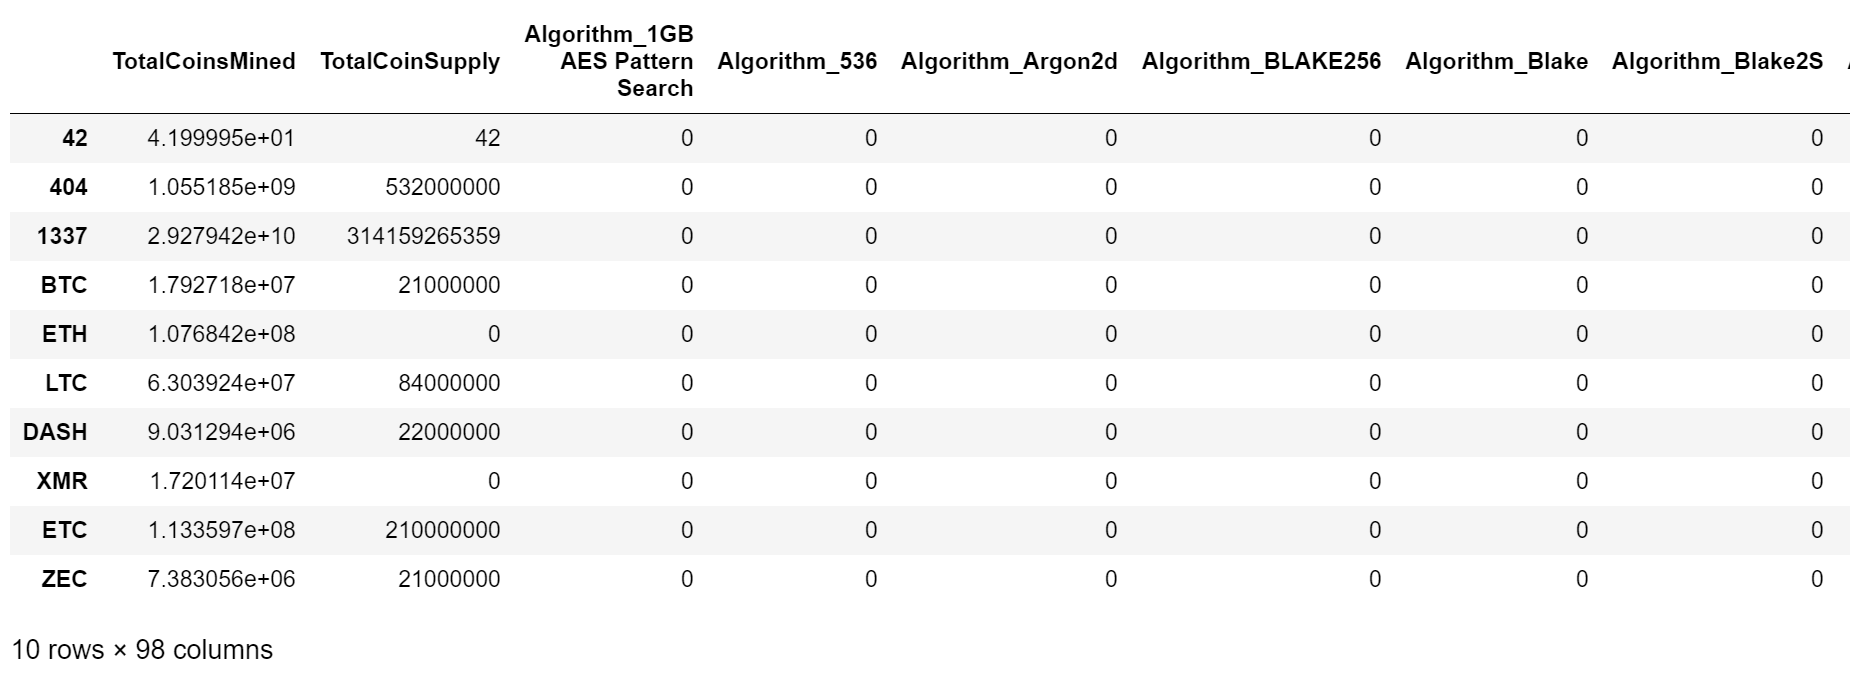 Algorithm_1GB
TotalCoinsMined TotalCoinSupply AES Pattern Algorithm_536 Algorithm_Argon2d Algorithm_BLAKE256 Algorithm_Blake Algorithm_Blake2S
Search
42 4.199995e+01 42 0 0 0 0 0 0
404 1.055185e+09 532000000 0 0 0 0 0 0
1337 2.927942e+10 314159265359 0 0 0 0 0 0
BTC 1.792718e+07 21000000 0 0 0 0 0 0
ETH 1.076842e+08 0 0 0 0 0 0 0
LTC 6.303924e+07 84000000 0 0 0 0 0 0
DASH 9.031294e+06 22000000 0 0 0 0 0 0
XMR 1.720114e+07 0 0 0 0 0 0 0
ETC 1.133597e+08 210000000 0 0 0 0 0 0
ZEC 7.383056e+06 21000000 0 0 0 0 0 0
10 rows × 98 columns